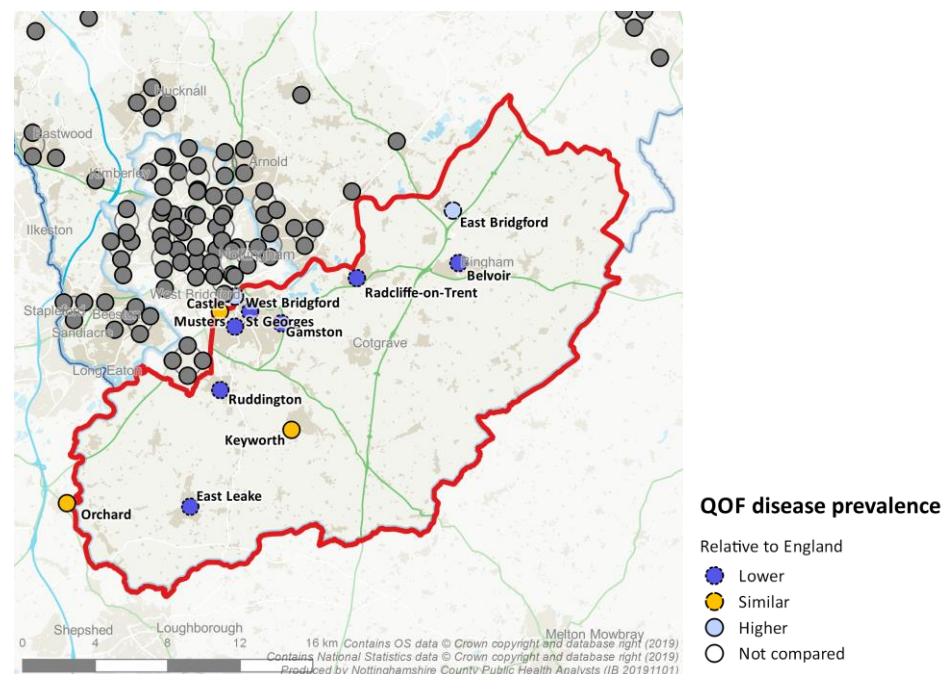 Hucknall
Eastwood
Arnold
Kimberley
East Bridgford
Ilkeston
Nottingham
Bingham
Belvoir
Radcliffe-on-Trent
West Bridgford
Castle
West Bridgford
Stapleford
Beeston
Musters
St Georges
Gamston
Sandiacre
Cotgrave
Long Eaton
Ruddington
Keyworth
East Leake
Orchard
QOF disease prevalence
Relative to England
Lower
Similar
Higher
Not compared
Shepshed
Loughborough
Melton Mowbray
0 4 8 12 16 km
Contains OS data © Crown copyright and database right (2019)
Contains National Statistics data © Crown copyright and database right (2019)
Produced by Nottinghamshire County Public Health Analysts (IB 20191101)